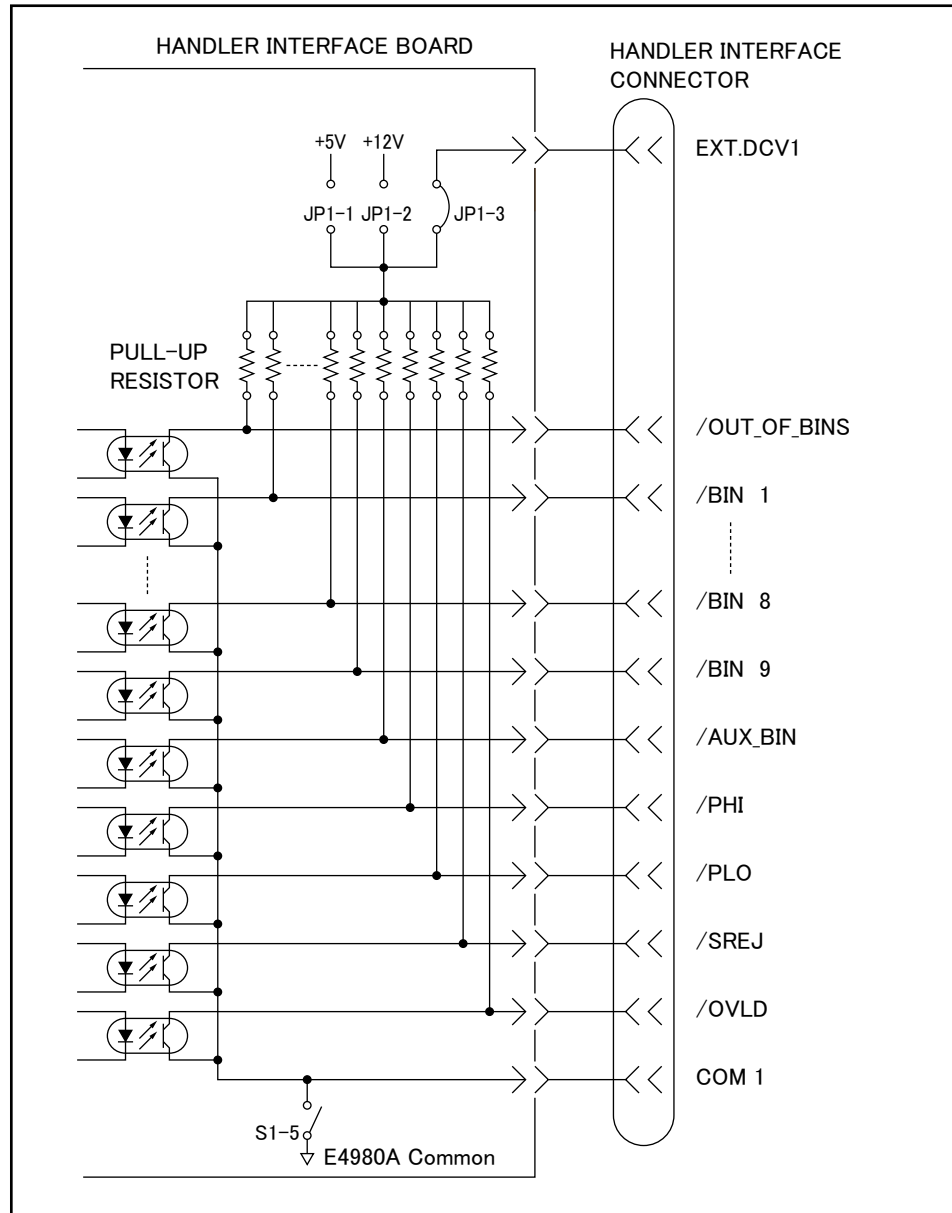 HANDLER INTERFACE BOARD
HANDLER INTERFACE
CONNECTOR
+5V +12V
EXT.DCV1
JP1-1 JP1-2 JP1-3
PULL-UP
RESISTOR
/OUT_OF_BINS
/BIN 1
/BIN 8
/BIN 9
/AUX_BIN
/PHI
/PLO
/SREJ
/OVLD
COM 1
S1-5
E4980A Common